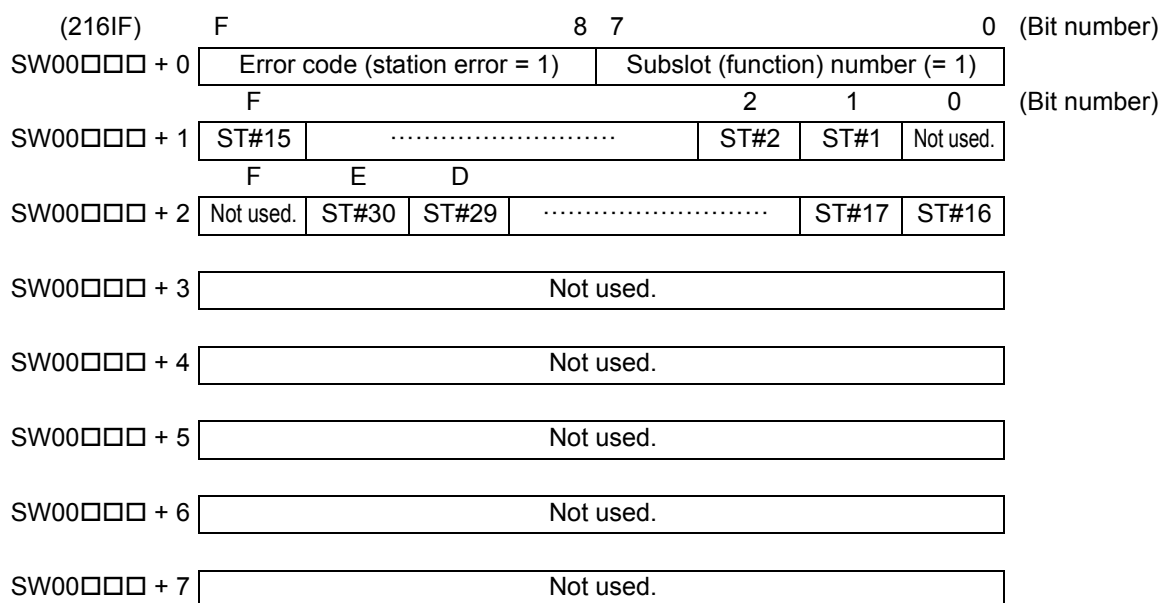 (216IF) F 8 7 0 (Bit number)
SW00□□□ + 0 Error code (station error = 1) Subslot (function) number (= 1)
F 2 1 0 (Bit number)
SW00□□□ + 1 ST#15 ··························· ST#2 ST#1 Not used.
F E D
SW00□□□ + 2 Not used. ST#30 ST#29 ··························· ST#17 ST#16
SW00□□□ + 3 Not used.
SW00□□□ + 4 Not used.
SW00□□□ + 5 Not used.
SW00□□□ + 6 Not used.
SW00□□□ + 7 Not used.